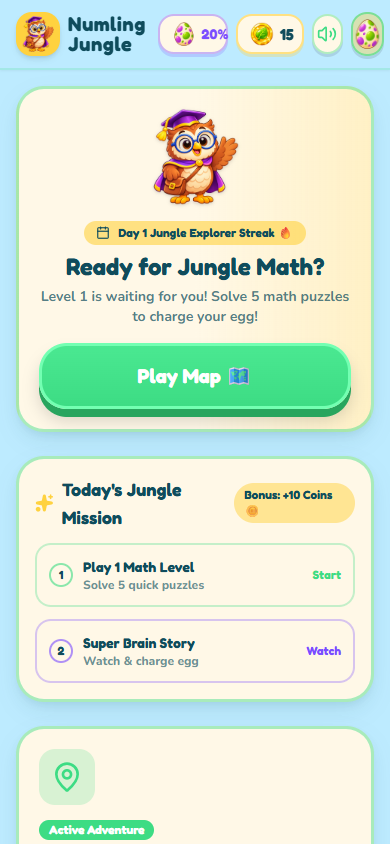 Numling
Jungle
20%
15
Day 1 Jungle Explorer Streak 🔥
Ready for Jungle Math?
Level 1 is waiting for you! Solve 5 math puzzles
to charge your egg!
Play Map 🗺️
Today's Jungle
Mission
Bonus: +10 Coins
🪙
1
Play 1 Math Level
Solve 5 quick puzzles
Start
2
Super Brain Story
Watch & charge egg
Watch
Active Adventure